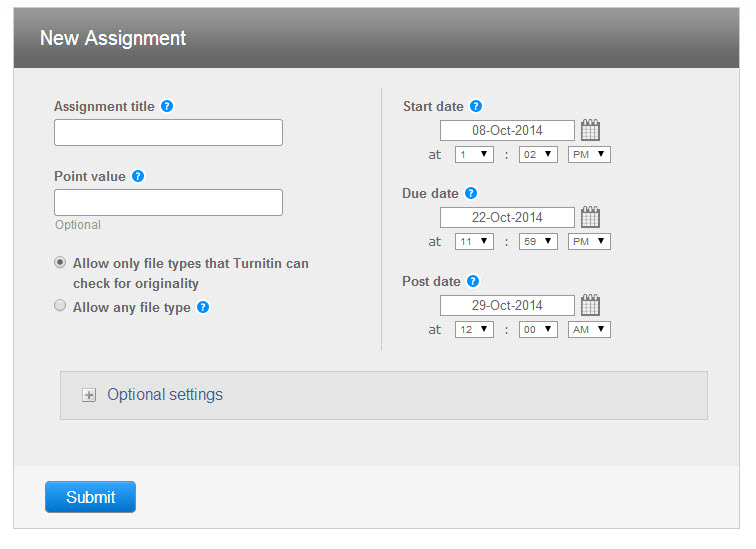 New Assignment
Assignment title ?
Point value ?
Optional
Allow only file types that Turnitin can
check for originality
Allow any file type ?
Start date ?
08-Oct-2014
at 1 : 02 PM
Due date ?
22-Oct-2014
at 11 : 59 PM
Post date ?
29-Oct-2014
at 12 : 00 AM
Optional settings
Submit